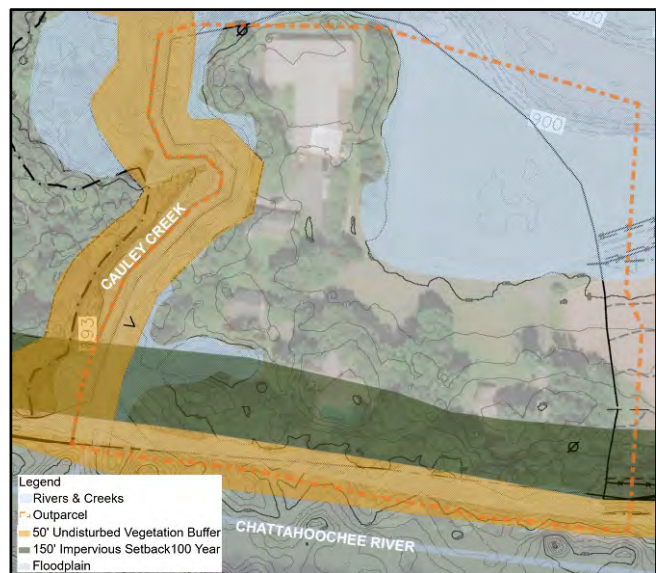 900
900
CAULEY CREEK
93
CHATTAHOOCHEE RIVER
Legend
Rivers & Creeks
Outparcel
50' Undisturbed Vegetation Buffer
150' Impervious Setback100 Year
Floodplain